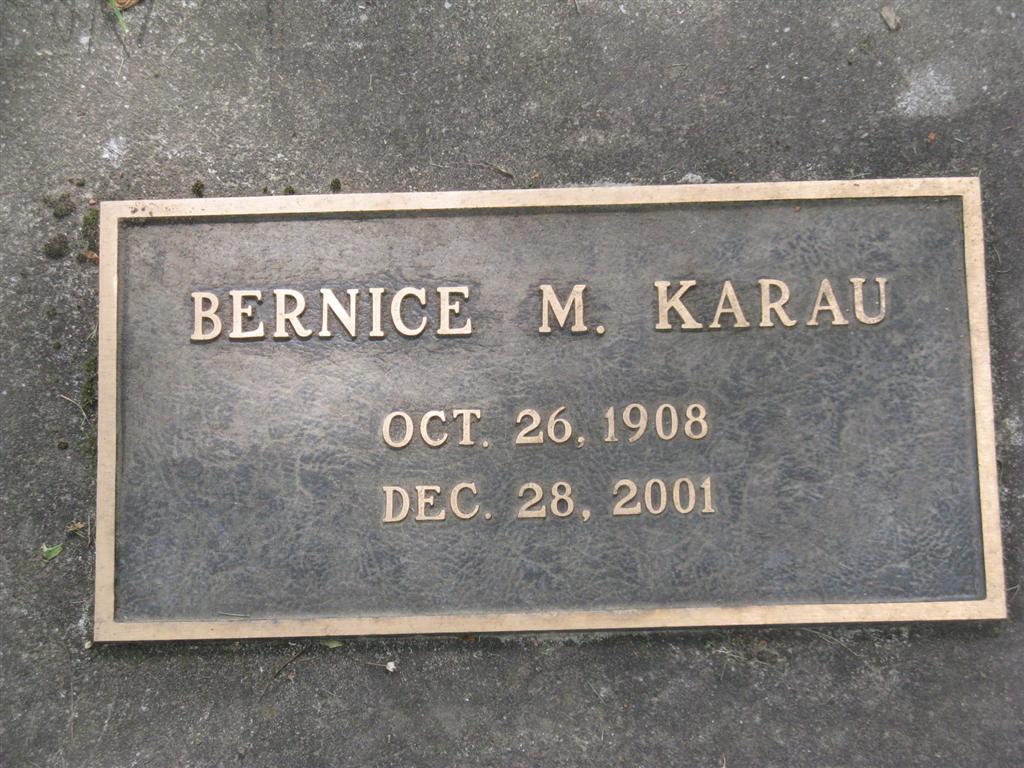 BERNICE M. KARAU
OCT. 26, 1908
DEC. 28, 2001